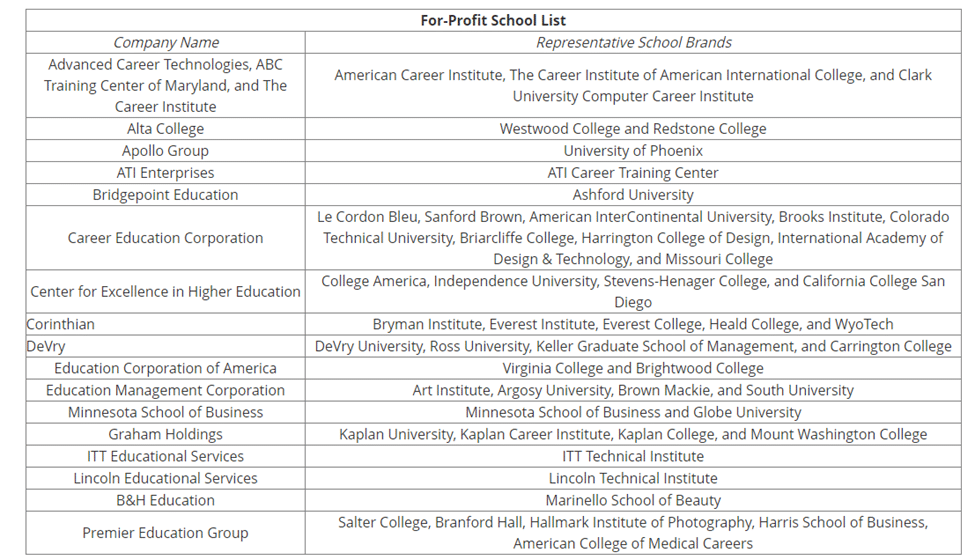 For-Profit School List
Company Name
Representative School Brands
Advanced Career Technologies, ABC
Training Center of Maryland, and The
Career Institute
American Career Institute, The Career Institute of American International College, and Clark
University Computer Career Institute
Alta College
Westwood College and Redstone College
Apollo Group
University of Phoenix
ATI Enterprises
ATI Career Training Center
Bridgepoint Education
Ashford University
Career Education Corporation
Le Cordon Bleu, Sanford Brown, American InterContinental University, Brooks Institute, Colorado
Technical University, Briarcliffe College, Harrington College of Design, International Academy of
Design & Technology, and Missouri College
Center for Excellence in Higher Education
College America, Independence University, Stevens-Henager College, and California College San
Diego
Corinthian
Bryman Institute, Everest Institute, Everest College, Heald College, and WyoTech
DeVry
DeVry University, Ross University, Keller Graduate School of Management, and Carrington College
Education Corporation of America
Virginia College and Brightwood College
Education Management Corporation
Art Institute, Argosy University, Brown Mackie, and South University
Minnesota School of Business
Minnesota School of Business and Globe University
Graham Holdings
Kaplan University, Kaplan Career Institute, Kaplan College, and Mount Washington College
ITT Educational Services
ITT Technical Institute
Lincoln Educational Services
Lincoln Technical Institute
B&H Education
Marinello School of Beauty
Premier Education Group
Salter College, Branford Hall, Hallmark Institute of Photography, Harris School of Business,
American College of Medical Careers